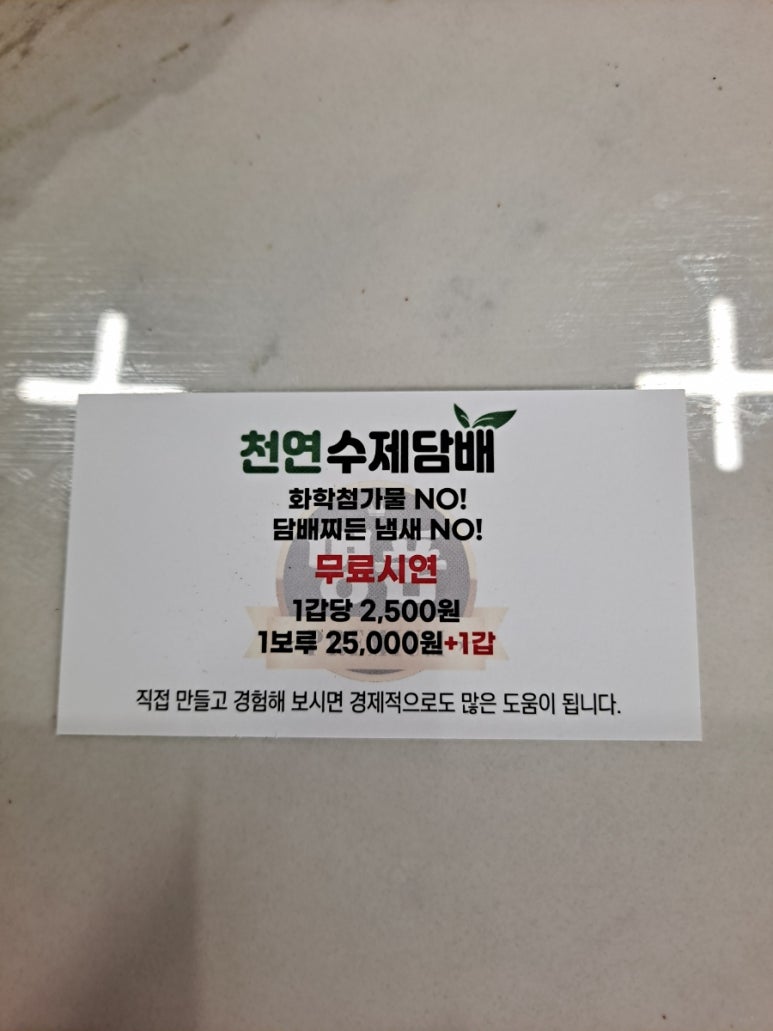 천연 수제담배
화학첨가물 NO!
담배찌든 냄새 NO!
무료시연
1갑당 2,500원
1보루 25,000원+1갑
직접 만들고 경험해 보시면 경제적으로도 많은 도움이 됩니다.